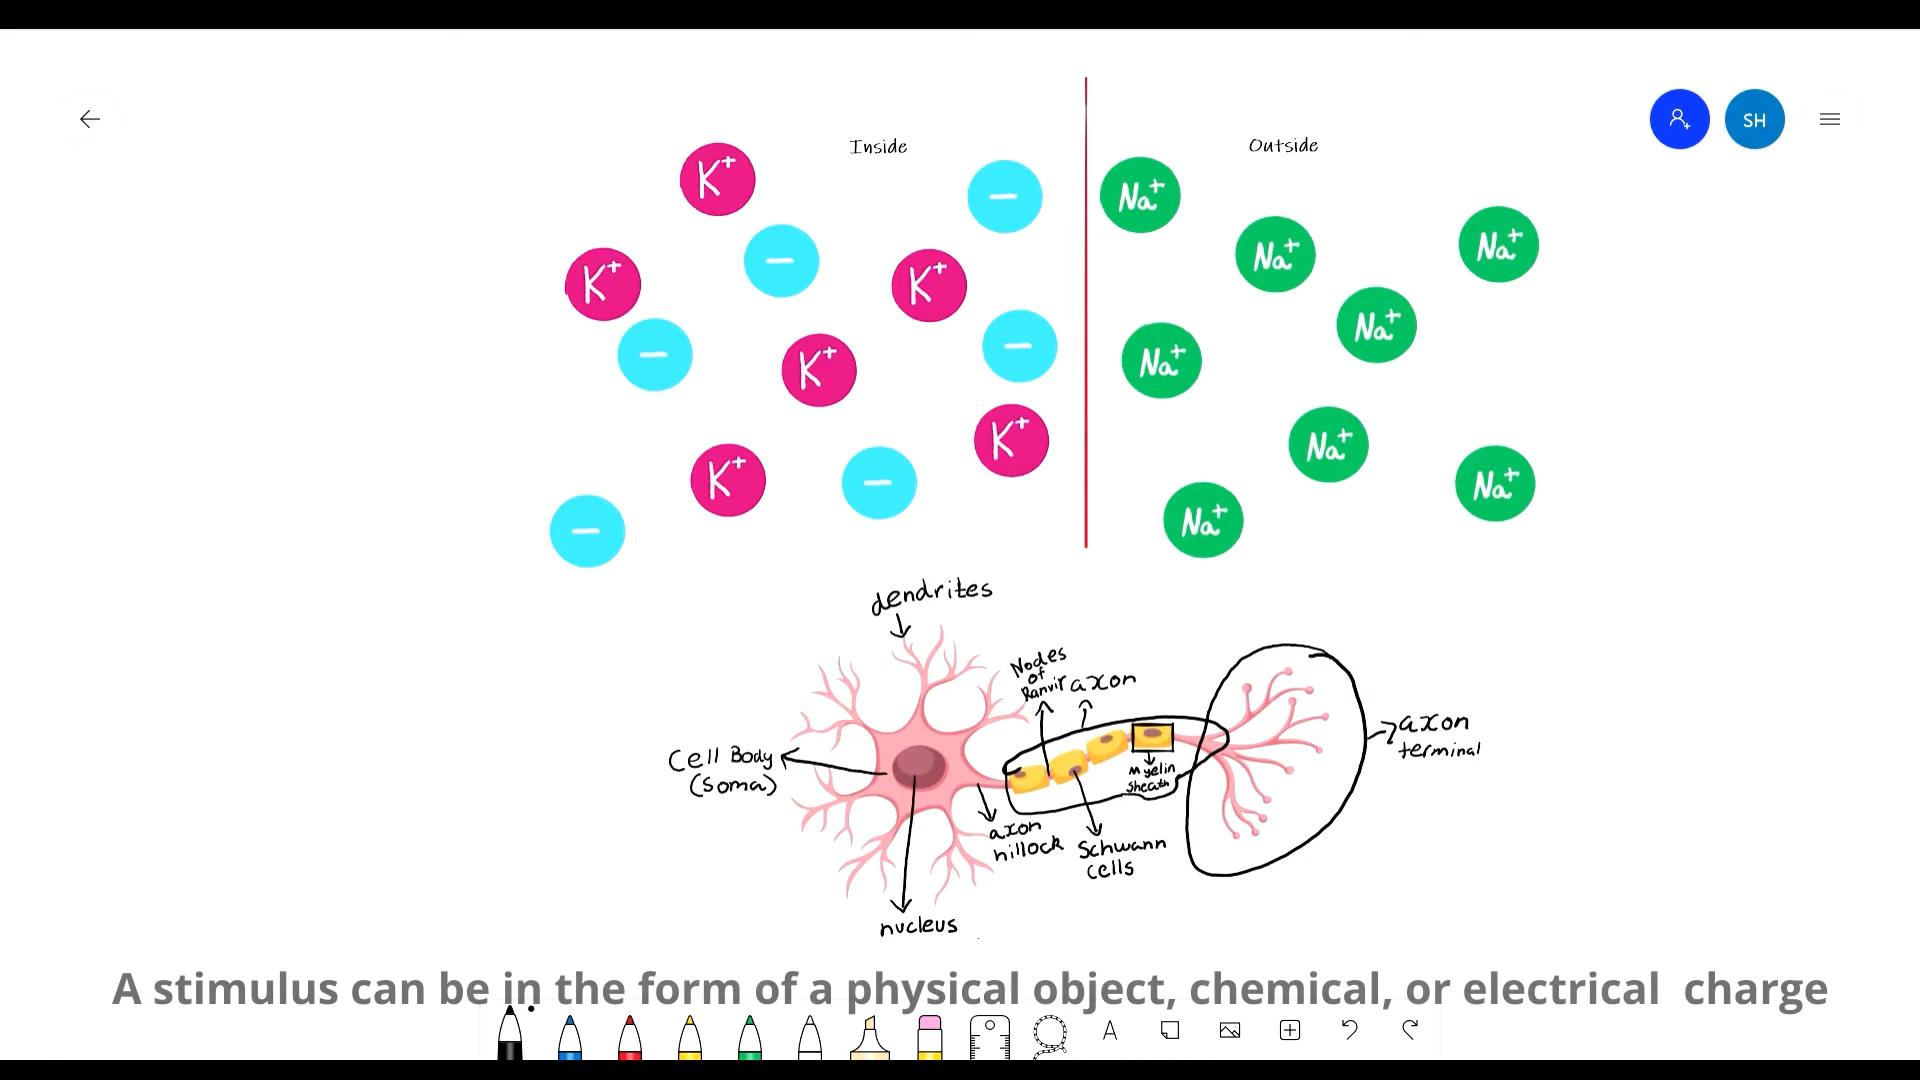 Inside
Outside
SH
K+
−
Na+
Na+
Na+
−
K+
K+
Na+
−
−
K+
Na+
K+
Na+
K+
−
Na+
−
Na+
dendrites
Nodes
of
Ranvir
axon
axon
terminal
Cell Body
(Soma)
Myelin
Sheath
axon
hillock
Schwann
cells
nucleus
A stimulus can be in the form of a physical object, chemical, or electrical charge
A